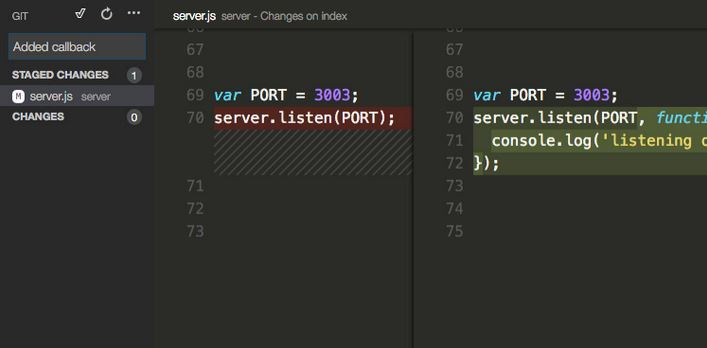 GIT
Added callback
STAGED CHANGES 1
M server.js server
CHANGES 0
server.js server - Changes on index
67
68
69 var PORT = 3003;
70 server.listen(PORT);
71
72
73
67
68
69 var PORT = 3003;
70 server.listen(PORT, functi
71 console.log('listening o
72 });
73
74
75